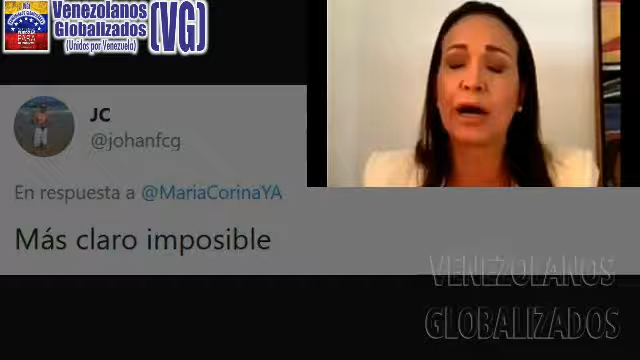 Venezolanos
Globalizados
(Unidos por Venezuela)
(VG)
JC
@johanfcg
En respuesta a @MariaCorinaYA
Más claro imposible
VENEZOLANOS
GLOBALIZADOS